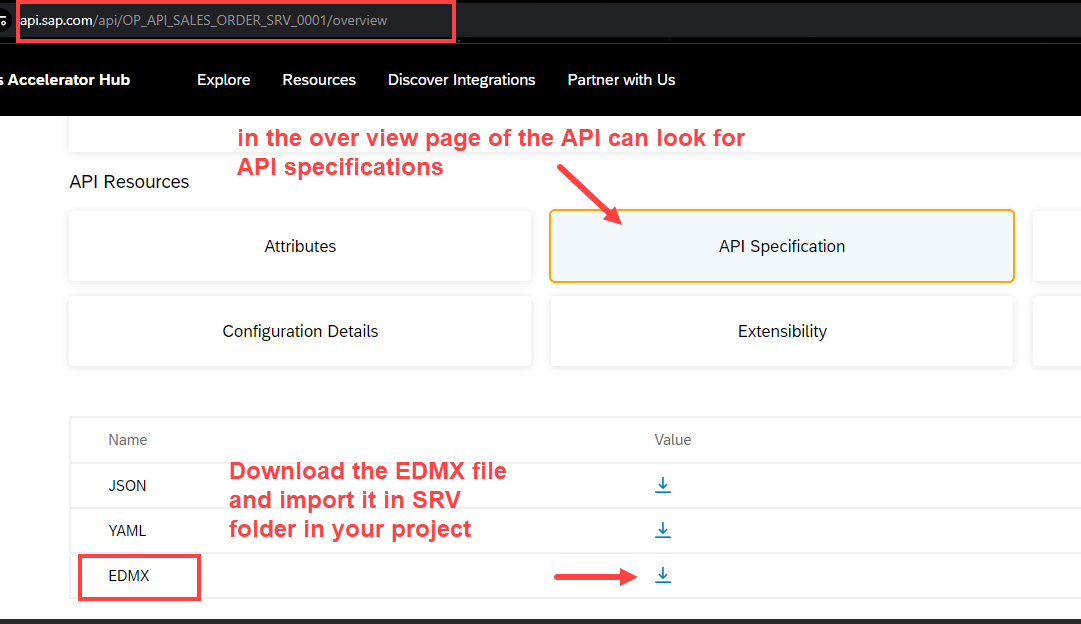 api.sap.com/api/OP_API_SALES_ORDER_SRV_0001/overview
s Accelerator Hub Explore Resources Discover Integrations Partner with Us
in the over view page of the API can look for
API specifications
API Resources
Attributes API Specification
Configuration Details Extensibility
Name Value
Download the EDMX file
JSON
and import it in SRV
YAML
folder in your project
EDMX